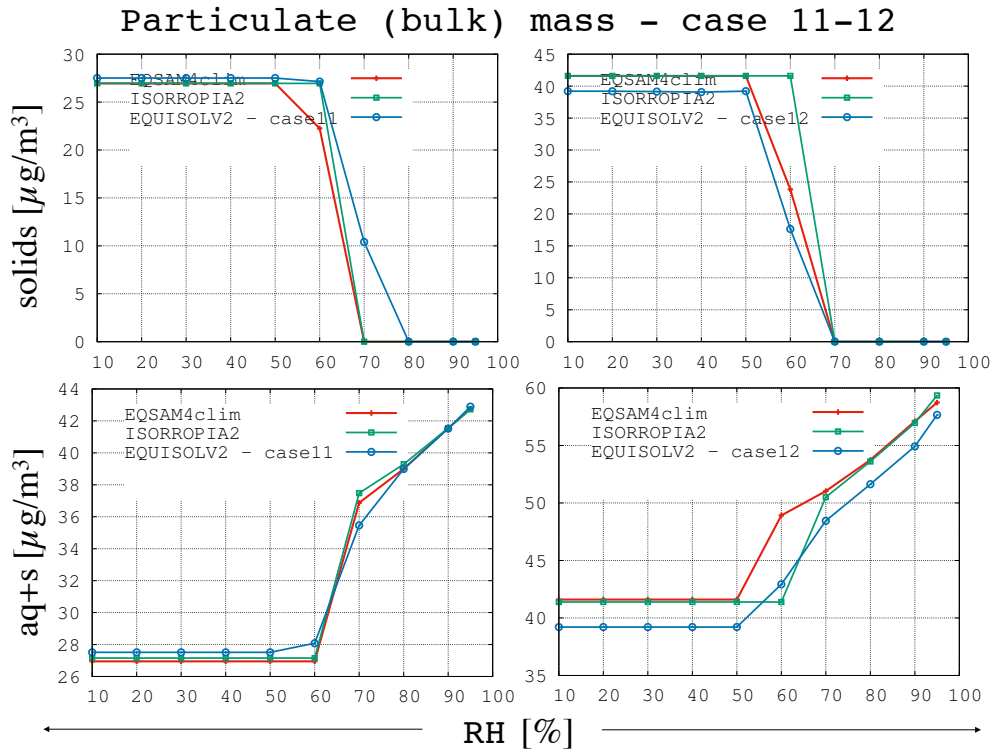 Particulate (bulk) mass - case 11-12
solids [μg/m³]
30
25
20
15
10
5
0
EQSAM4clim
ISORROPIA2
EQUISOLV2 - case11
10 20 30 40 50 60 70 80 90 100
45
40
35
30
25
20
15
10
5
0
EQSAM4clim
ISORROPIA2
EQUISOLV2 - case12
10 20 30 40 50 60 70 80 90 100
aq+s [μg/m³]
44
42
40
38
36
34
32
30
28
26
EQSAM4clim
ISORROPIA2
EQUISOLV2 - case11
10 20 30 40 50 60 70 80 90 100
60
55
50
45
40
35
EQSAM4clim
ISORROPIA2
EQUISOLV2 - case12
10 20 30 40 50 60 70 80 90 100
RH [%]